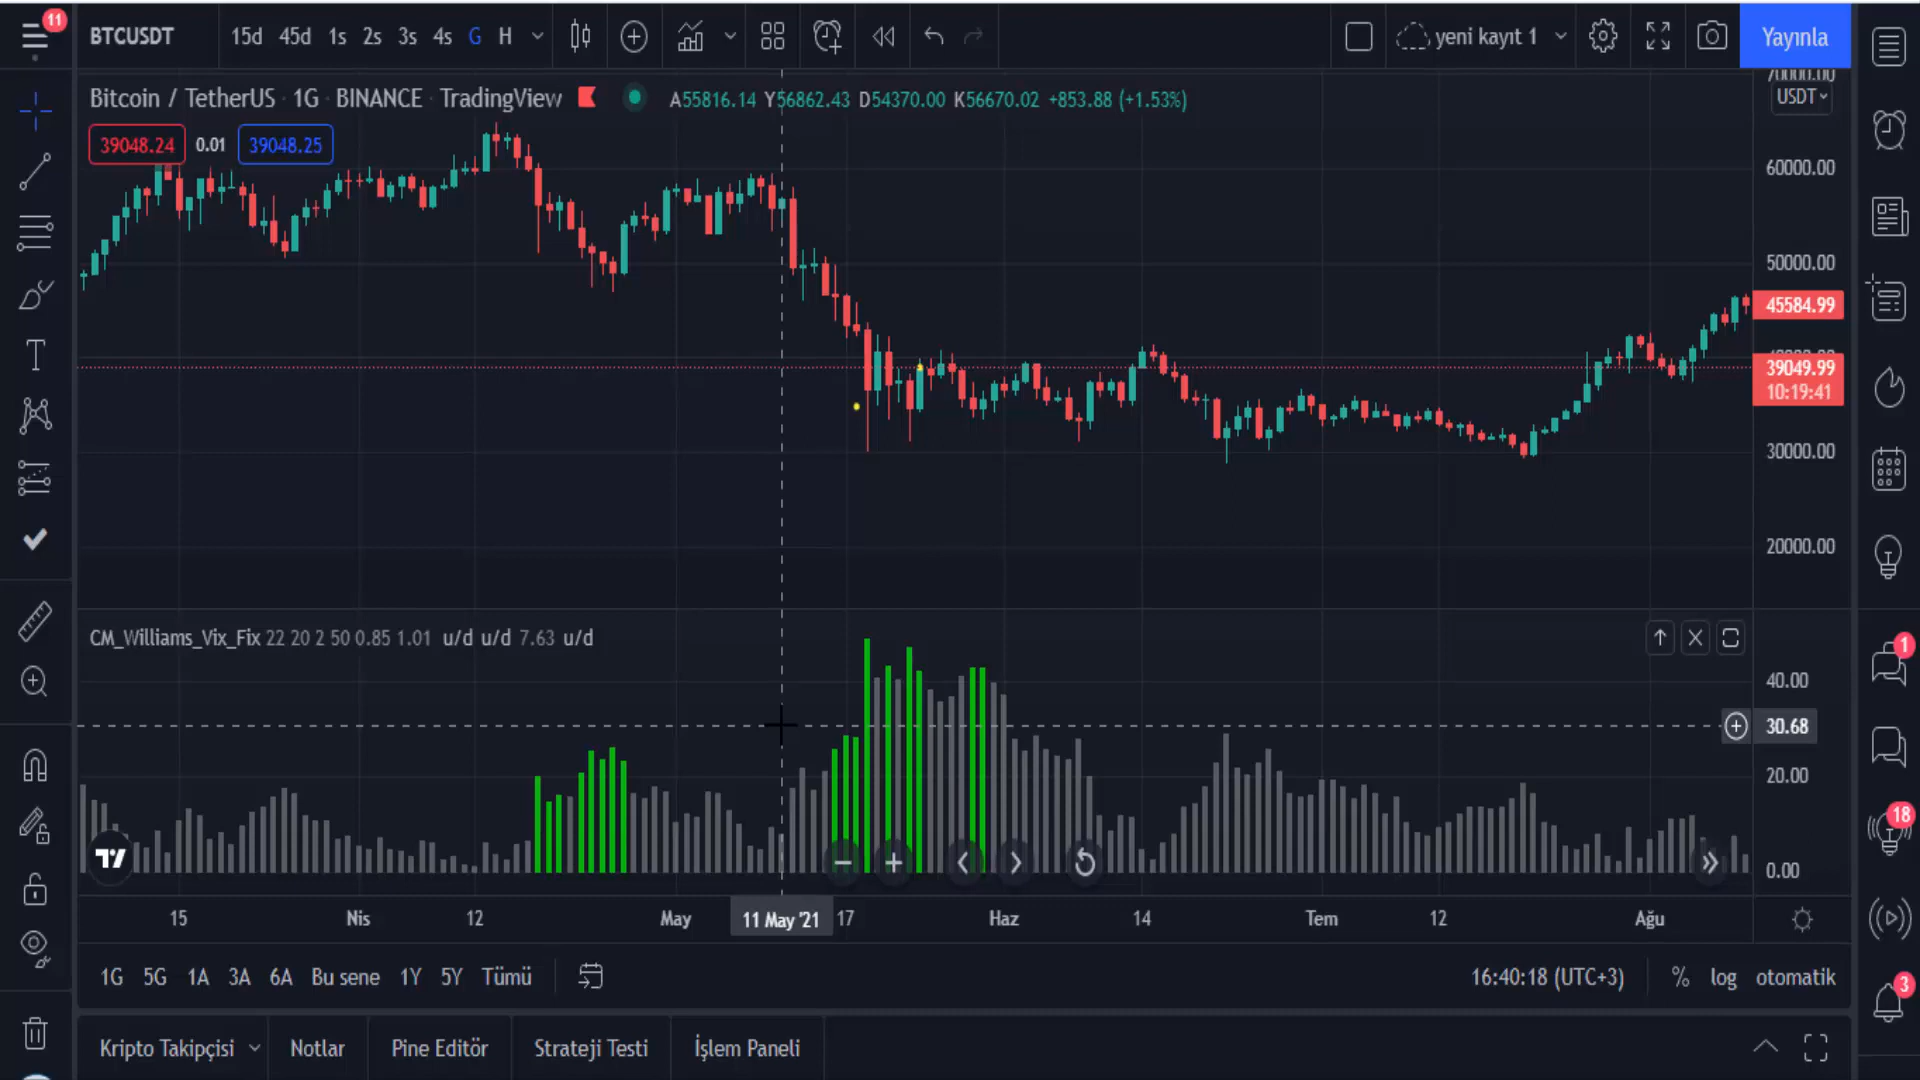 11
BTCUSDT
15d 45d 1s 2s 3s 4s G H
yeni kayıt 1
Yayınla
Bitcoin / TetherUS · 1G · BINANCE · TradingView
A55816.14 Y56862.43 D54370.00 K56670.02 +853.88 (+1.53%)
70000.00
USDT
39048.24 0.01 39048.25
60000.00
50000.00
45584.99
39049.99
10:19:41
30000.00
20000.00
CM_Williams_Vix_Fix 22 20 2 50 0.85 1.01 u/d u/d 7.63 u/d
1
40.00
30.68
20.00
18
0.00
15 Nis 12 May 11 May '21 17 Haz 14 Tem 12 Ağu
1G 5G 1A 3A 6A Bu sene 1Y 5Y Tümü
16:40:18 (UTC+3) % log otomatik
3
Kripto Takipçisi Notlar Pine Editör Strateji Testi İşlem Paneli